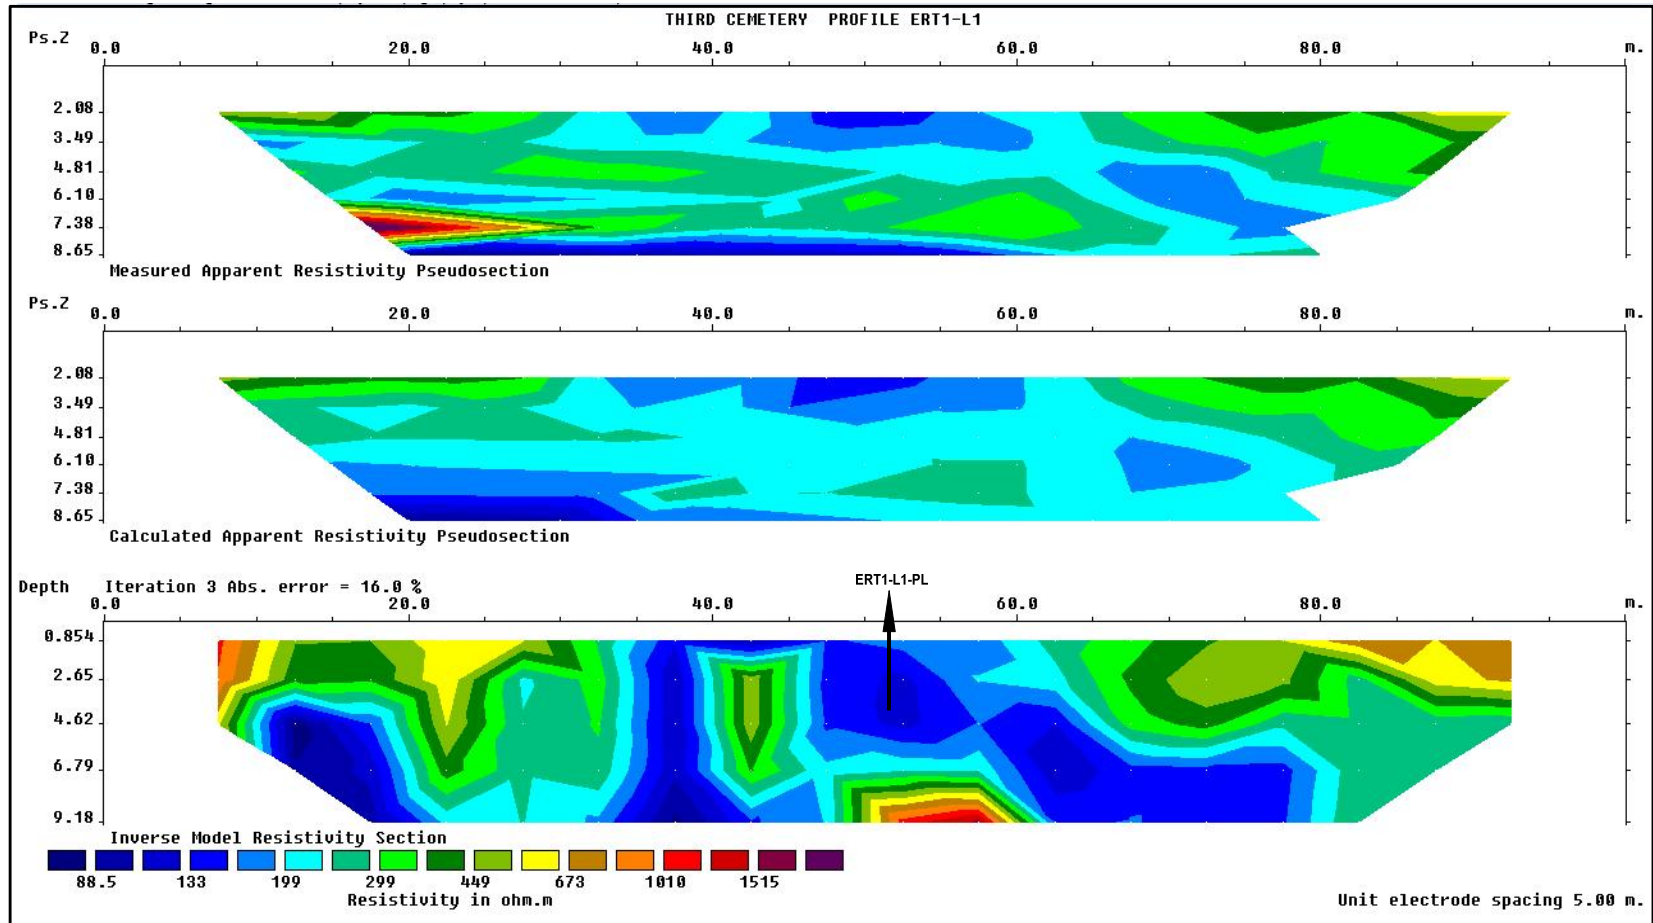 THIRD CEMETERY PROFILE ERT1-L1
Ps.Z
0.0 20.0 40.0 60.0 80.0 m.
2.08
3.49
4.81
6.10
7.38
8.65
Measured Apparent Resistivity Pseudosection
Ps.Z
0.0 20.0 40.0 60.0 80.0 m.
2.08
3.49
4.81
6.10
7.38
8.65
Calculated Apparent Resistivity Pseudosection
ERT1-L1-PL
Depth Iteration 3 Abs. error = 16.0 %
0.0 20.0 40.0 60.0 80.0 m.
0.854
2.65
4.62
6.79
9.18
Inverse Model Resistivity Section
88.5 133 199 299 449 673 1010 1515
Resistivity in ohm.m Unit electrode spacing 5.00 m.